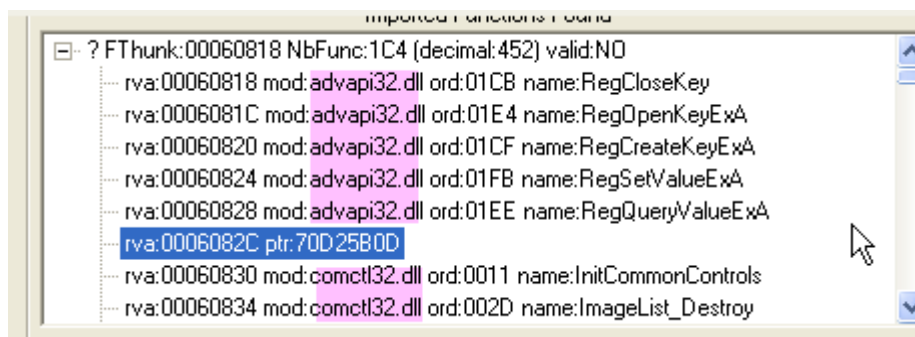 Imported Functions Found
? FThunk:00060818 NbFunc:1C4 (decimal:452) valid:NO
rva:00060818 mod:advapi32.dll ord:01CB name:RegCloseKey
rva:0006081C mod:advapi32.dll ord:01E4 name:RegOpenKeyExA
rva:00060820 mod:advapi32.dll ord:01CF name:RegCreateKeyExA
rva:00060824 mod:advapi32.dll ord:01FB name:RegSetValueExA
rva:00060828 mod:advapi32.dll ord:01EE name:RegQueryValueExA
rva:0006082C ptr:70D25B0D
rva:00060830 mod:comctl32.dll ord:0011 name:InitCommonControls
rva:00060834 mod:comctl32.dll ord:002D name:ImageList_Destroy